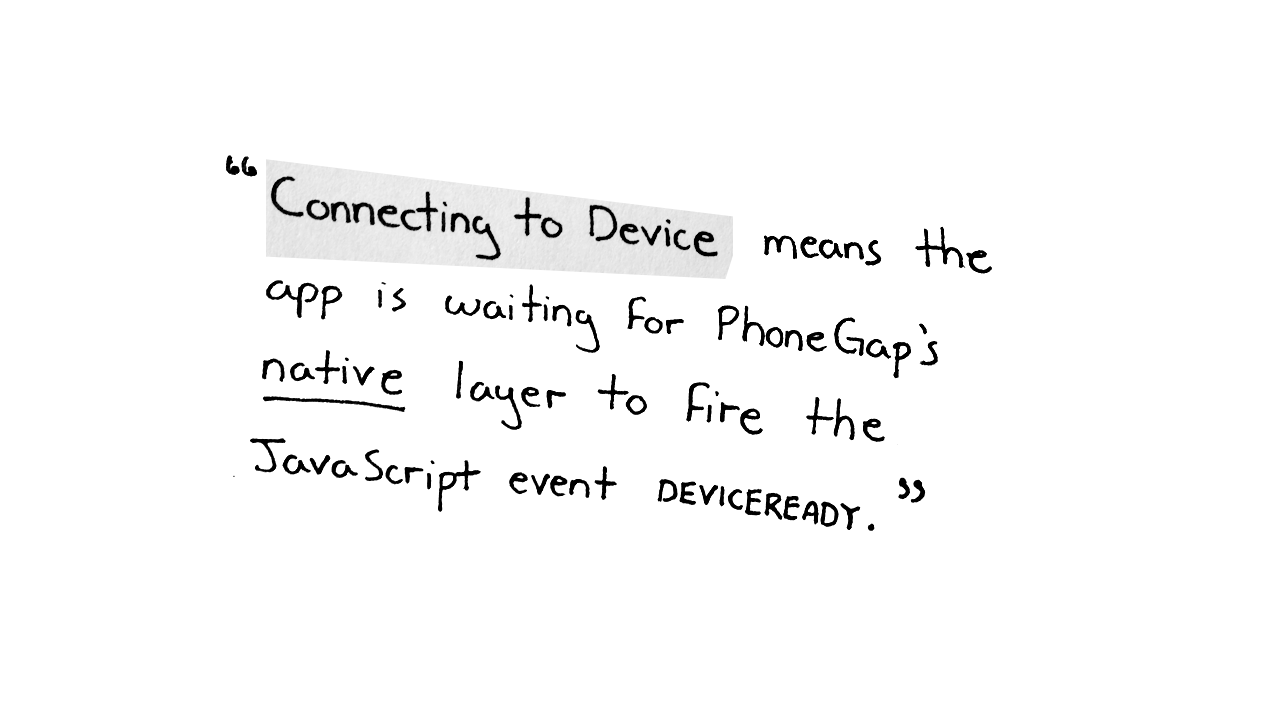 “Connecting to Device means the
app is waiting for PhoneGap's
native layer to fire the
JavaScript event DEVICEREADY.”